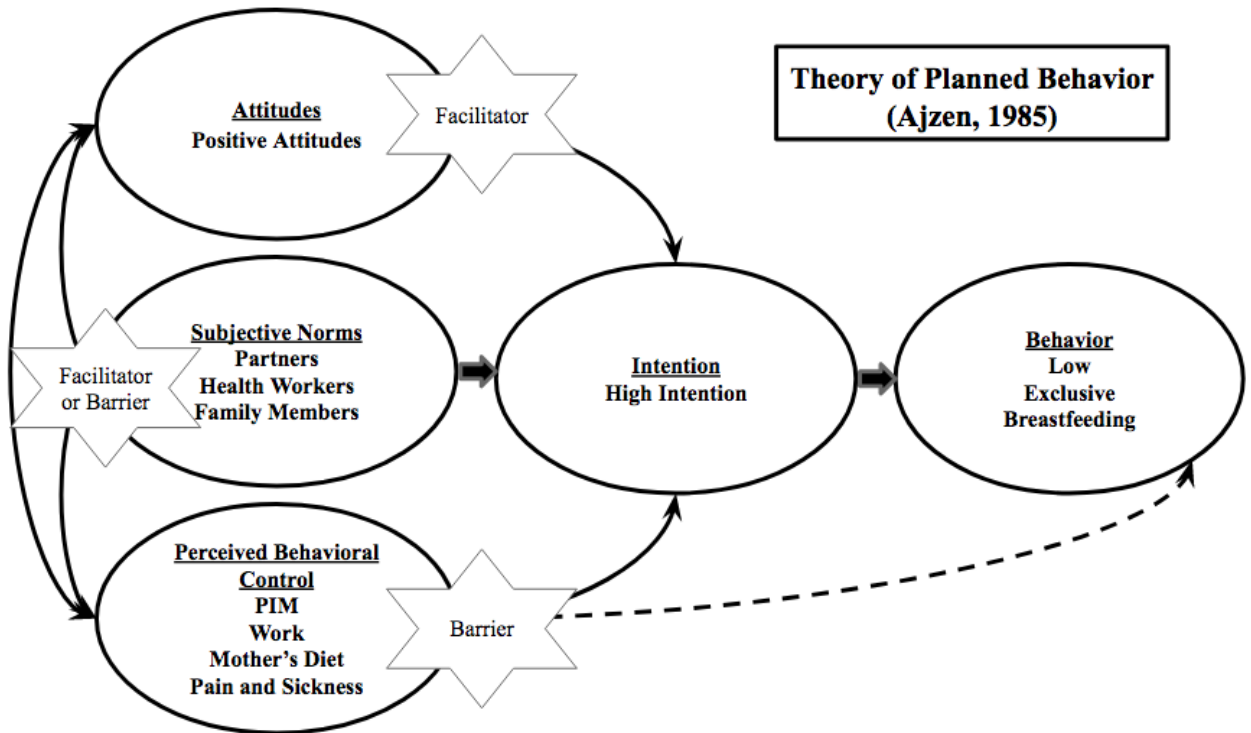 Theory of Planned Behavior
(Ajzen, 1985)
Attitudes
Positive Attitudes
Facilitator
Subjective Norms
Partners
Health Workers
Family Members
Facilitator
or Barrier
Intention
High Intention
Behavior
Low
Exclusive
Breastfeeding
Perceived Behavioral
Control
PIM
Work
Mother's Diet
Pain and Sickness
Barrier